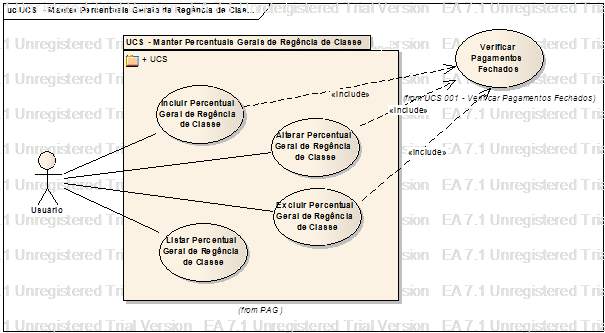 uc UCS - Manter Percentuais Gerais de Regência de Clas...
UCS - Manter Percentuais Gerais de Regência de Classe
+ UCS
Verificar
Pagamentos
Fechados
(from UCS 001 - Verificar Pagamentos Fechados)
«include»
«include»
«include»
Incluir Percentual
Geral de Regência
de Classe
Alterar Percentual
Geral de Regência
de Classe
Excluir Percentual
Geral de Regência
de Classe
Listar Percentual
Geral de Regência
de Classe
Usuário
(from PAG)
EA 7.1 Unregistered Trial Version